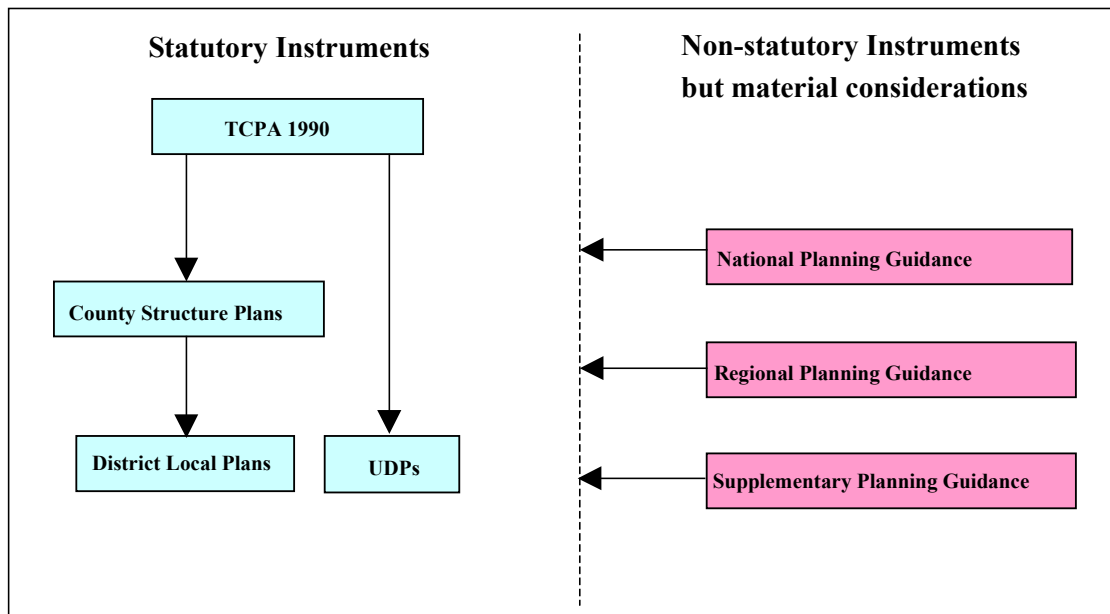 Statutory Instruments
Non-statutory Instruments
but material considerations
TCPA 1990
National Planning Guidance
County Structure Plans
Regional Planning Guidance
District Local Plans
UDPs
Supplementary Planning Guidance